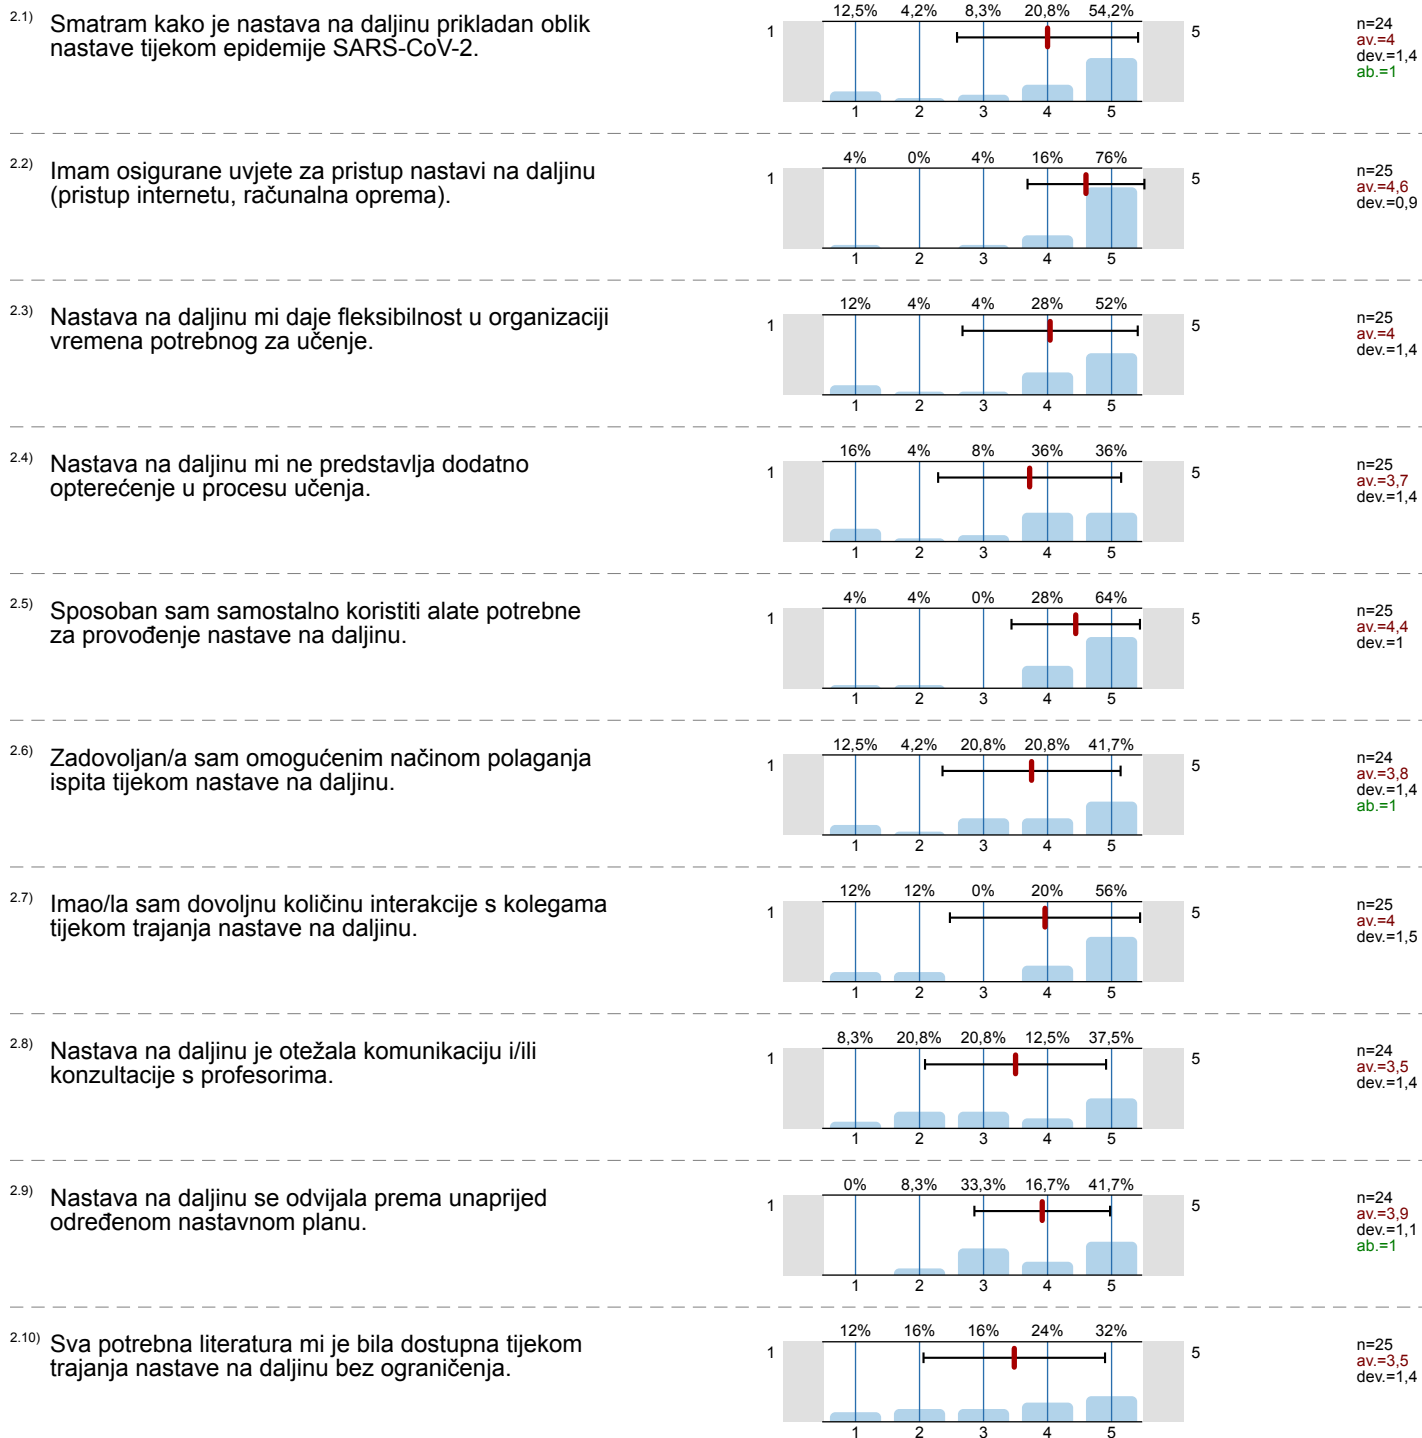 2.1) Smatram kako je nastava na daljinu prikladan oblik
nastave tijekom epidemije SARS-CoV-2.
12,5% 4,2% 8,3% 20,8% 54,2%
1 5
1 2 3 4 5
n=24
av.=4
dev.=1,4
ab.=1
2.2) Imam osigurane uvjete za pristup nastavi na daljinu
(pristup internetu, računalna oprema).
4% 0% 4% 16% 76%
1 5
1 2 3 4 5
n=25
av.=4,6
dev.=0,9
2.3) Nastava na daljinu mi daje fleksibilnost u organizaciji
vremena potrebnog za učenje.
12% 4% 4% 28% 52%
1 5
1 2 3 4 5
n=25
av.=4
dev.=1,4
2.4) Nastava na daljinu mi ne predstavlja dodatno
opterećenje u procesu učenja.
16% 4% 8% 36% 36%
1 5
1 2 3 4 5
n=25
av.=3,7
dev.=1,4
2.5) Sposoban sam samostalno koristiti alate potrebne
za provođenje nastave na daljinu.
4% 4% 0% 28% 64%
1 5
1 2 3 4 5
n=25
av.=4,4
dev.=1
2.6) Zadovoljan/a sam omogućenim načinom polaganja
ispita tijekom nastave na daljinu.
12,5% 4,2% 20,8% 20,8% 41,7%
1 5
1 2 3 4 5
n=24
av.=3,8
dev.=1,4
ab.=1
2.7) Imao/la sam dovoljnu količinu interakcije s kolegama
tijekom trajanja nastave na daljinu.
12% 12% 0% 20% 56%
1 5
1 2 3 4 5
n=25
av.=4
dev.=1,5
2.8) Nastava na daljinu je otežala komunikaciju i/ili
konzultacije s profesorima.
8,3% 20,8% 20,8% 12,5% 37,5%
1 5
1 2 3 4 5
n=24
av.=3,5
dev.=1,4
2.9) Nastava na daljinu se odvijala prema unaprijed
određenom nastavnom planu.
0% 8,3% 33,3% 16,7% 41,7%
1 5
1 2 3 4 5
n=24
av.=3,9
dev.=1,1
ab.=1
2.10) Sva potrebna literatura mi je bila dostupna tijekom
trajanja nastave na daljinu bez ograničenja.
12% 16% 16% 24% 32%
1 5
1 2 3 4 5
n=25
av.=3,5
dev.=1,4